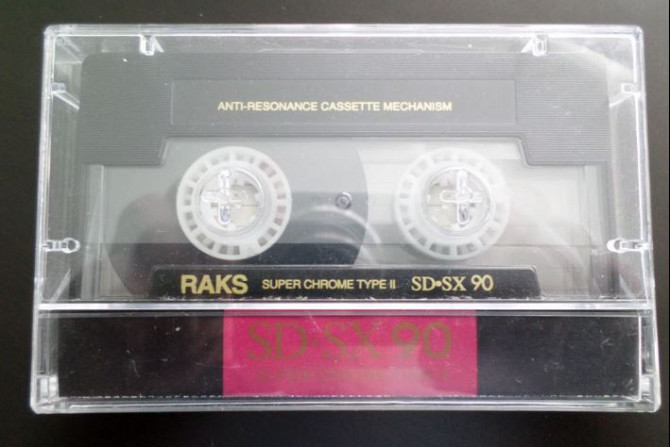 ANTI-RESONANCE CASSETTE MECHANISM
RAKS SUPER CHROME TYPE II SD•SX 90
SD•SX 90